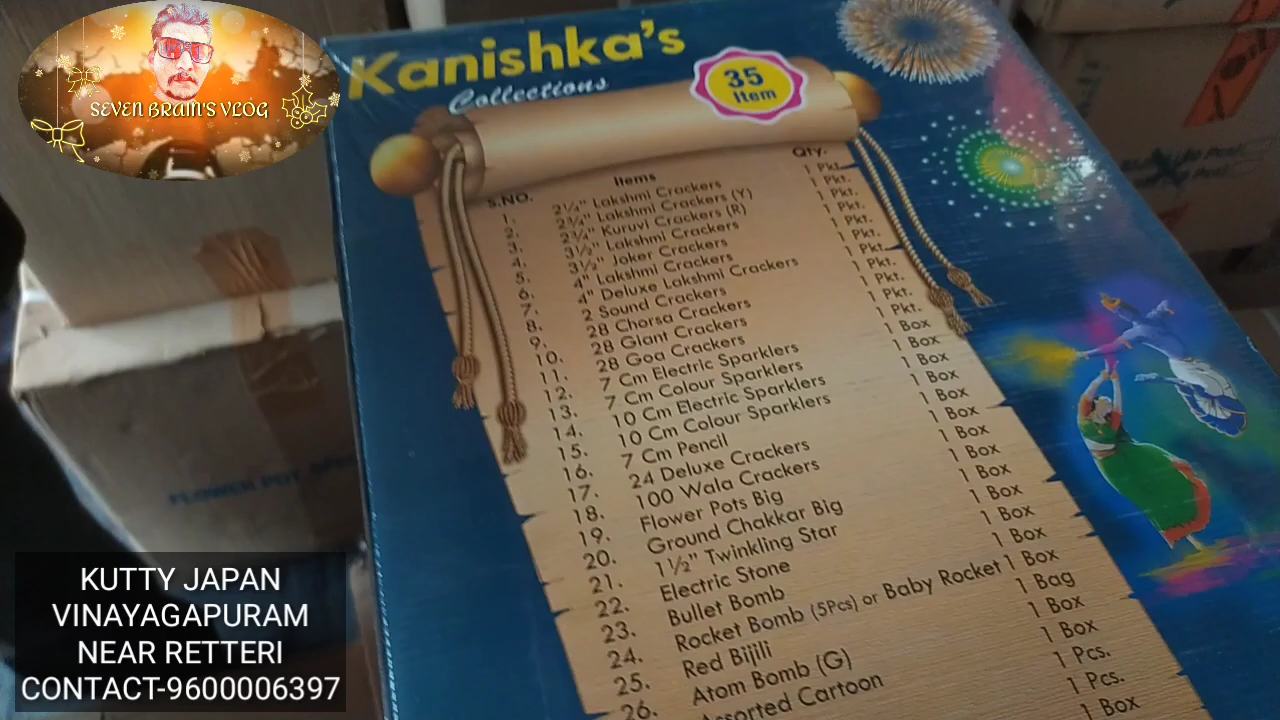 SEVEN BRAIN'S VLOG
Kanishka's
Collections
35
Item
S.NO. Items Qty.
1. 2¼" Lakshmi Crackers 1 Pkt.
2. 2¾" Lakshmi Crackers (Y) 1 Pkt.
3. 2¾" Kuruvi Crackers (R) 1 Pkt.
4. 3½" Lakshmi Crackers 1 Pkt.
5. 3½" Joker Crackers 1 Pkt.
6. 4" Lakshmi Crackers 1 Pkt.
7. 4" Deluxe Lakshmi Crackers 1 Pkt.
8. 2 Sound Crackers 1 Pkt.
9. 28 Chorsa Crackers 1 Pkt.
10. 28 Giant Crackers 1 Pkt.
11. 28 Goa Crackers 1 Pkt.
12. 7 Cm Electric Sparklers 1 Box
13. 7 Cm Colour Sparklers 1 Box
14. 10 Cm Electric Sparklers 1 Box
15. 10 Cm Colour Sparklers 1 Box
16. 7 Cm Pencil 1 Box
17. 24 Deluxe Crackers 1 Box
18. 100 Wala Crackers 1 Box
19. Flower Pots Big 1 Box
20. Ground Chakkar Big 1 Box
21. 1½" Twinkling Star 1 Box
22. Electric Stone 1 Box
23. Bullet Bomb 1 Box
24. Rocket Bomb (5Pcs) or Baby Rocket 1 Box
25. Red Bijili 1 Bag
26. Atom Bomb (G) 1 Box
Assorted Cartoon 1 Box
1 Pcs.
1 Pcs.
1 Box
FLOWER POT
KUTTY JAPAN
VINAYAGAPURAM
NEAR RETTERI
CONTACT-9600006397